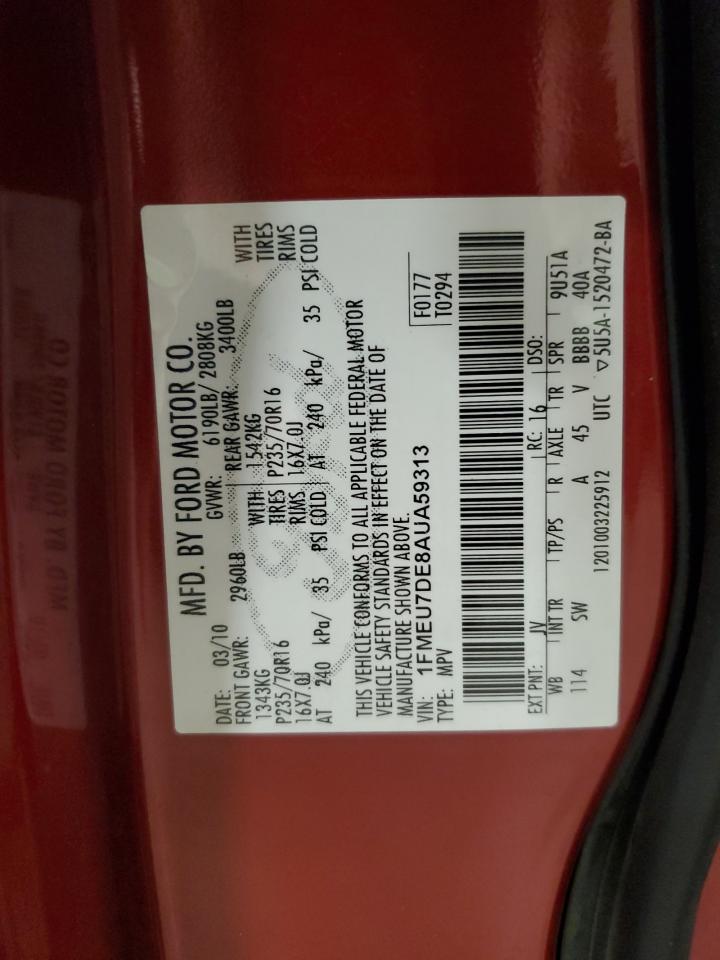 MFD. BY FORD MOTOR CO.
DATE: 03/10 GVWR: 6190LB/ 2808KG
FRONT GAWR: 2960LB REAR GAWR: 3400LB
1343KG WITH 1542KG WITH
P235/70R16 TIRES P235/70R16 TIRES
16X7.0J RIMS 16X7.0J RIMS
AT 240 kPa/ 35 PSI COLD AT 240 kPa/ 35 PSI COLD
THIS VEHICLE CONFORMS TO ALL APPLICABLE FEDERAL MOTOR
VEHICLE SAFETY STANDARDS IN EFFECT ON THE DATE OF
MANUFACTURE SHOWN ABOVE.
VIN: 1FMEU7DE8AUA59313 F0177
TYPE: MPV T0294
EXT PNT: JV RC: 16 DSO:
WB INT TR TP/PS R AXLE TR SPR 9U51A
114 SW A 45 V BBBB 40A
1201003225912 UTC ▽5U5A-1520472-BA